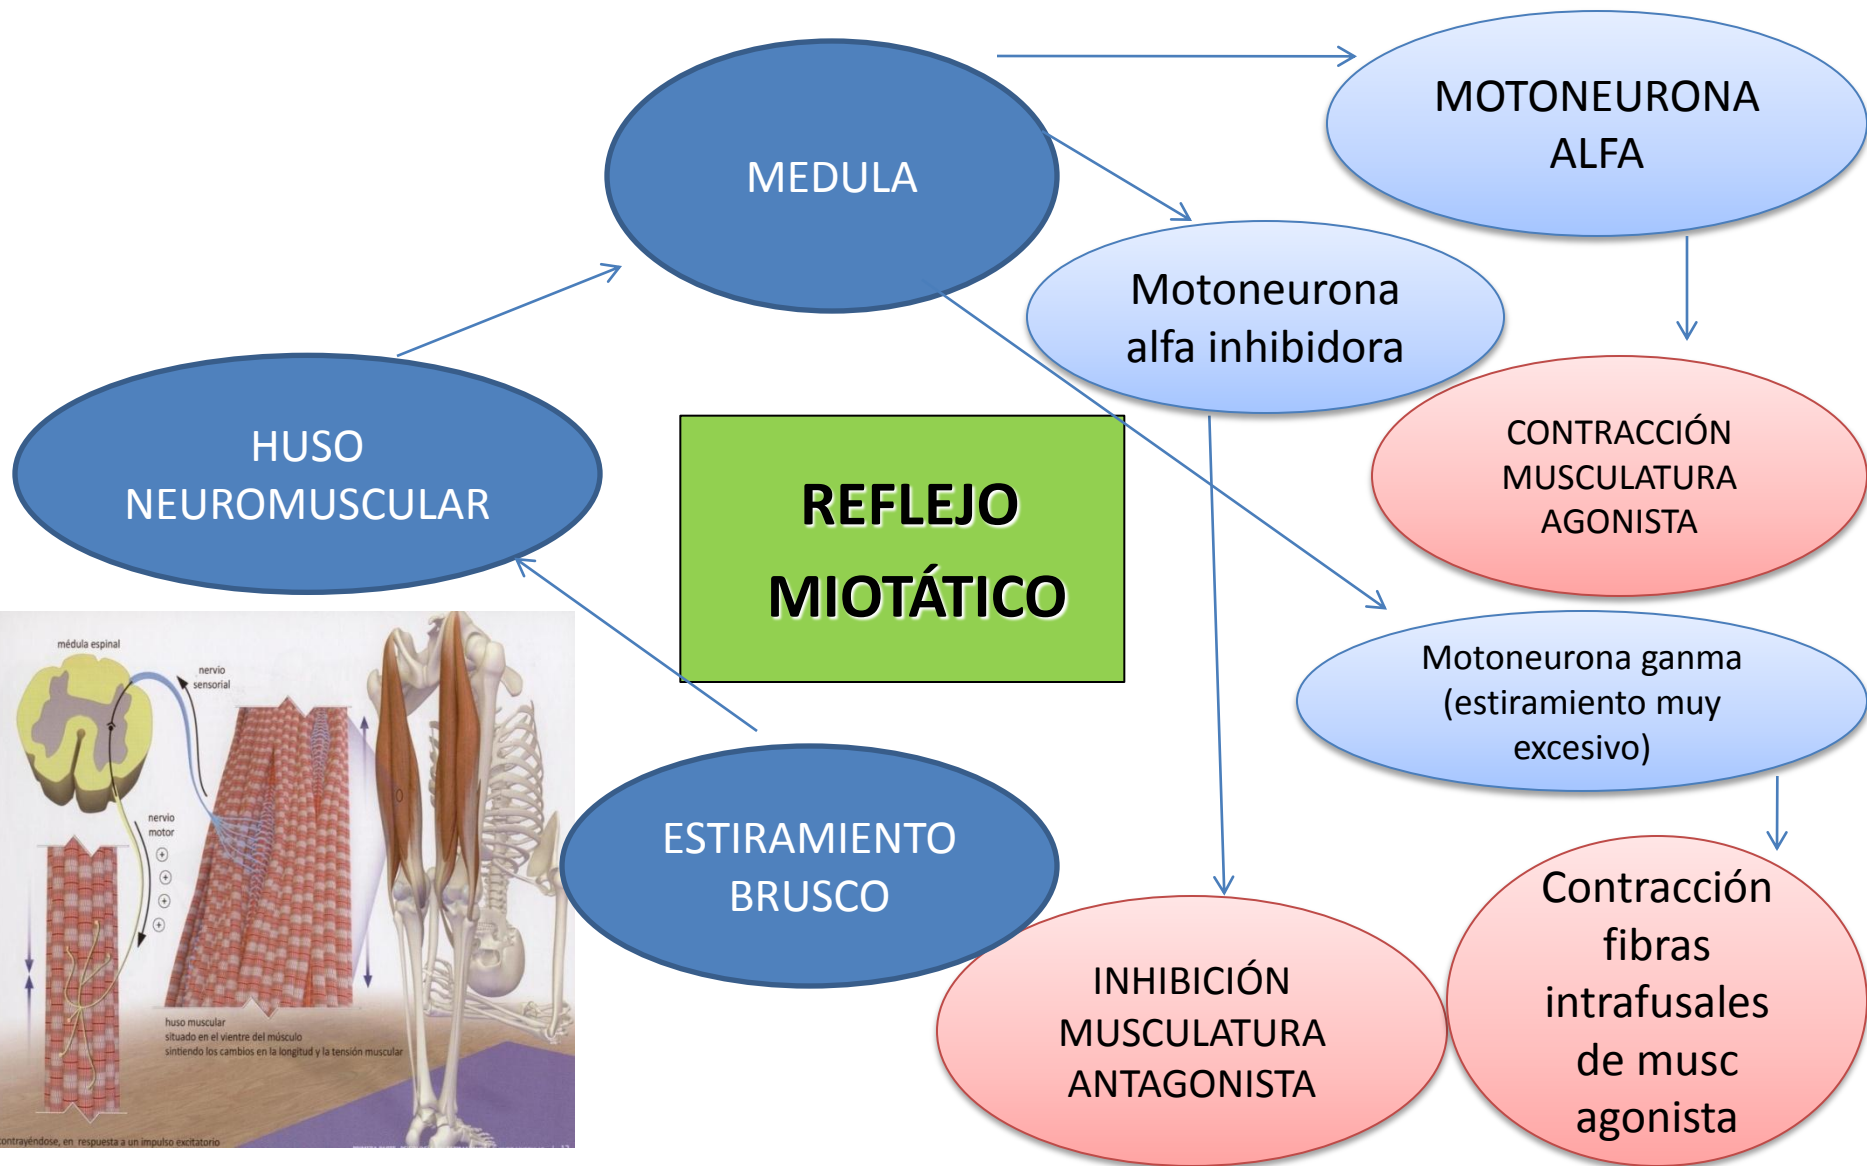 MEDULA
MOTONEURONA
ALFA
Motoneurona
alfa inhibidora
HUSO
NEUROMUSCULAR
REFLEJO
MIOTÁTICO
CONTRACCIÓN
MUSCULATURA
AGONISTA
Motoneurona ganma
(estiramiento muy
excesivo)
ESTIRAMIENTO
BRUSCO
INHIBICIÓN
MUSCULATURA
ANTAGONISTA
Contracción
fibras
intrafusales
de musc
agonista
médula espinal
nervio
sensorial
nervio
motor
+
+
+
+
huso muscular
situado en el vientre del músculo
sintiendo los cambios en la longitud y la tensión muscular
contrayéndose, en respuesta a un impulso excitatorio